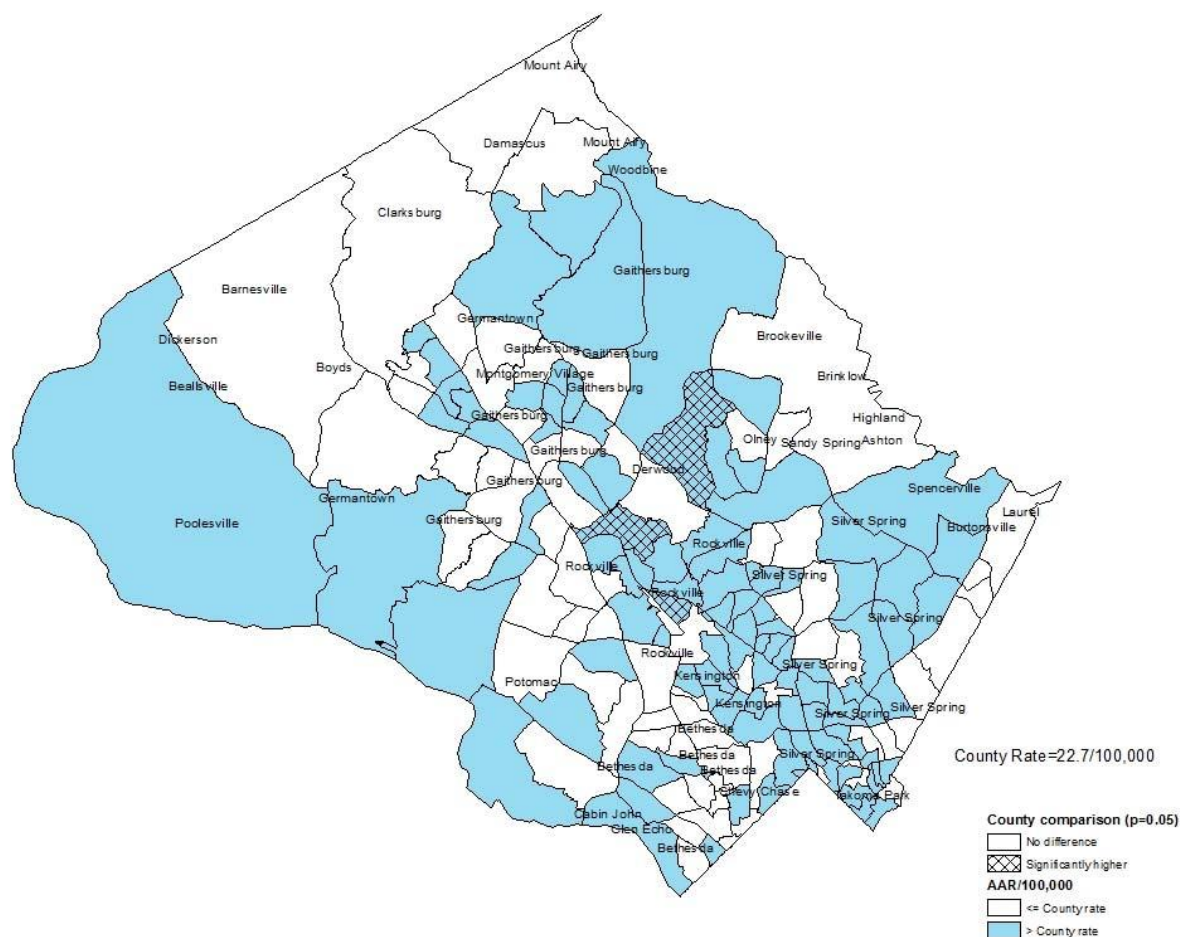 Mount Airy
Damascus
Mount Airy
Woodbine
Clarksburg
Gaithersburg
Barnesville
Germantown
Dickerson
Gaithersburg
Gaithersburg
Brookeville
Boyds
Montgomery Village
Brinklow
Beallsville
Gaithersburg
Gaithersburg
Highland
Olney
Sandy Spring
Ashton
Gaithersburg
Derwood
Gaithersburg
Spencerville
Germantown
Laurel
Poolesville
Gaithersburg
Silver Spring
Burtonsville
Rockville
Rockville
Silver Spring
Rockville
Silver Spring
Rockville
Silver Spring
Potomac
Kensington
Kensington
Silver Spring
Silver Spring
Bethesda
Bethesda
Silver Spring
County Rate=22.7/100,000
Bethesda
Bethesda
Chevy Chase
Takoma Park
Cabin John
Glen Echo
Bethesda
County comparison (p=0.05)
No difference
Significantly higher
AAR/100,000
<= County rate
> County rate